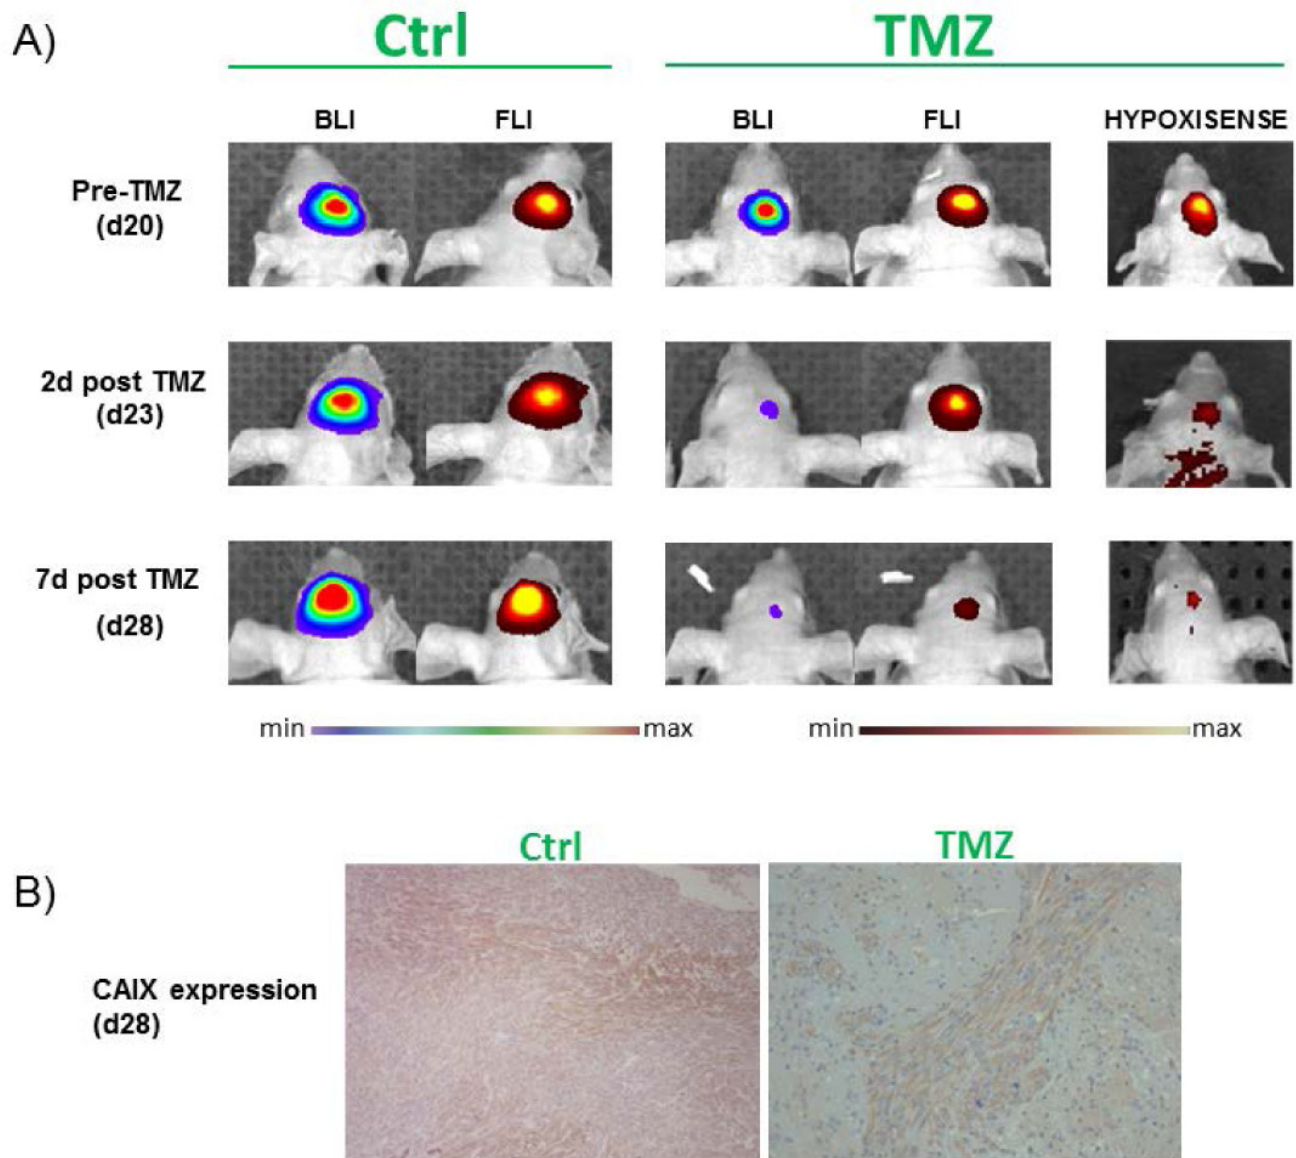 A)
Ctrl
TMZ
BLI
FLI
BLI
FLI
HYPOXISENSE
Pre-TMZ
(d20)
2d post TMZ
(d23)
7d post TMZ
(d28)
min
max
min
max
Ctrl
TMZ
B)
CAIX expression
(d28)